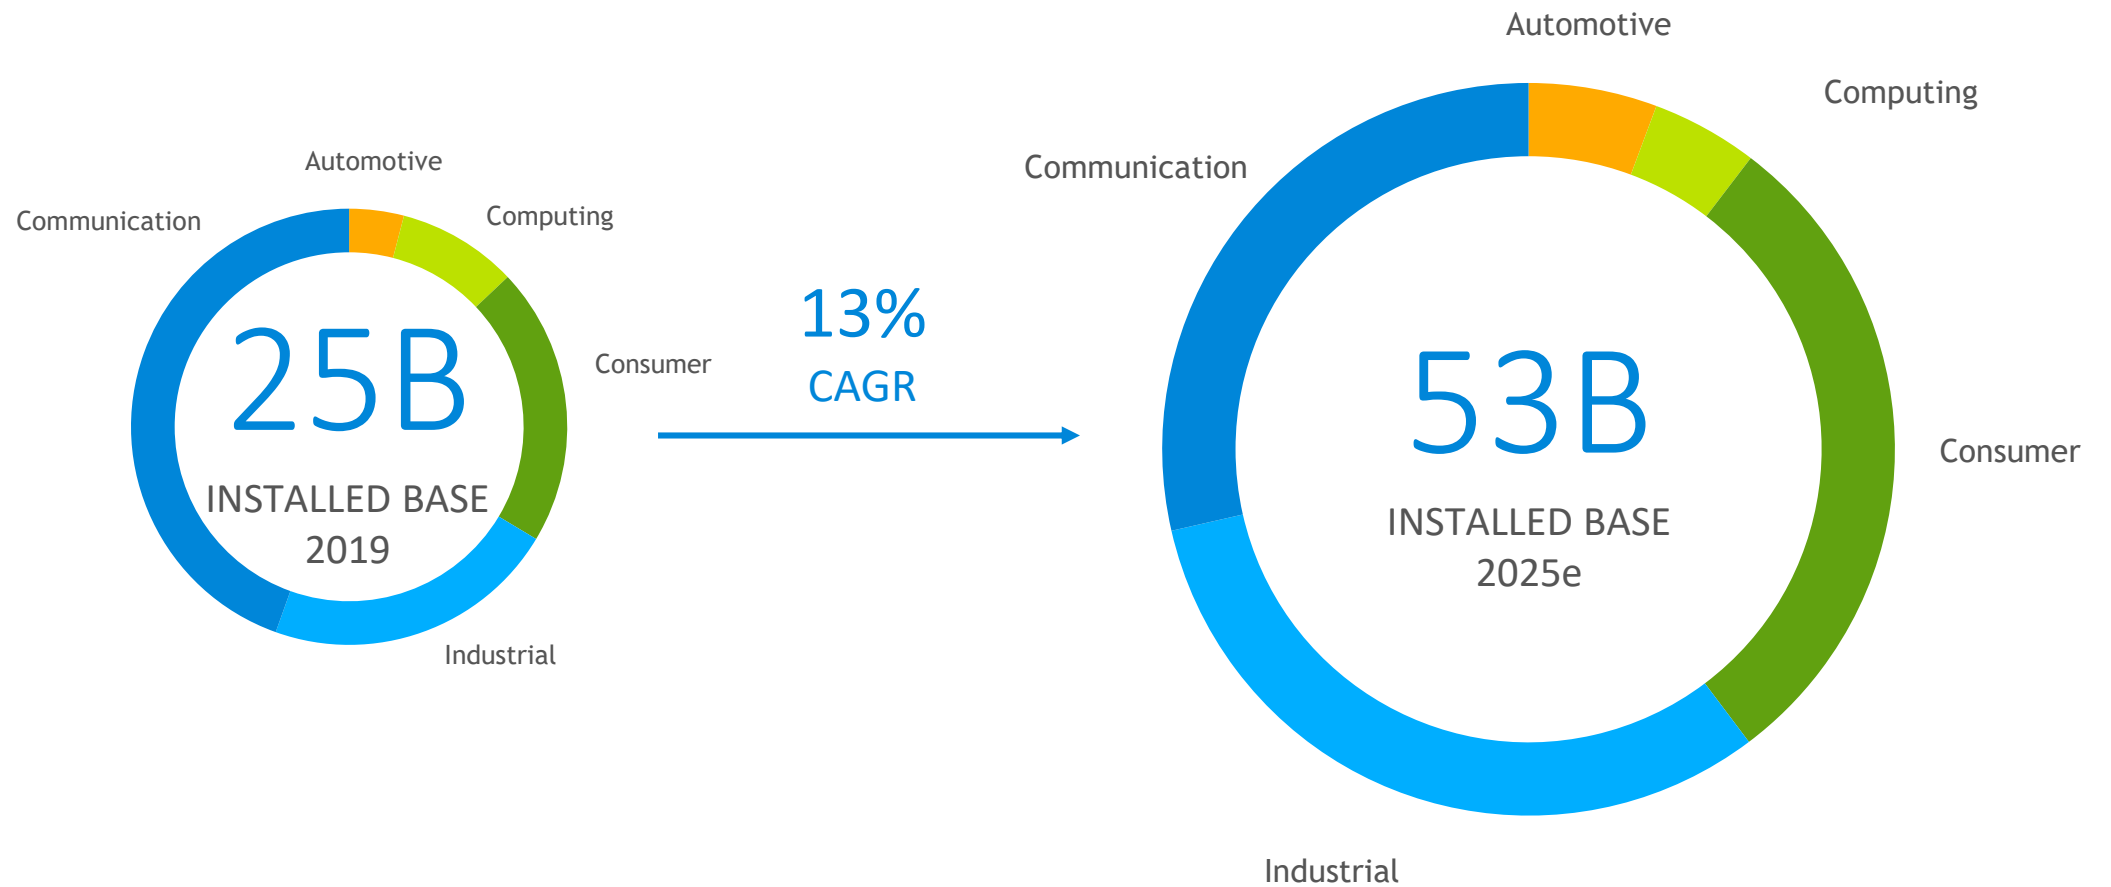 Automotive
Communication
Computing
25B
INSTALLED BASE
2019
Consumer
Industrial
13%
CAGR
Automotive
Computing
Communication
53B
INSTALLED BASE
2025e
Consumer
Industrial